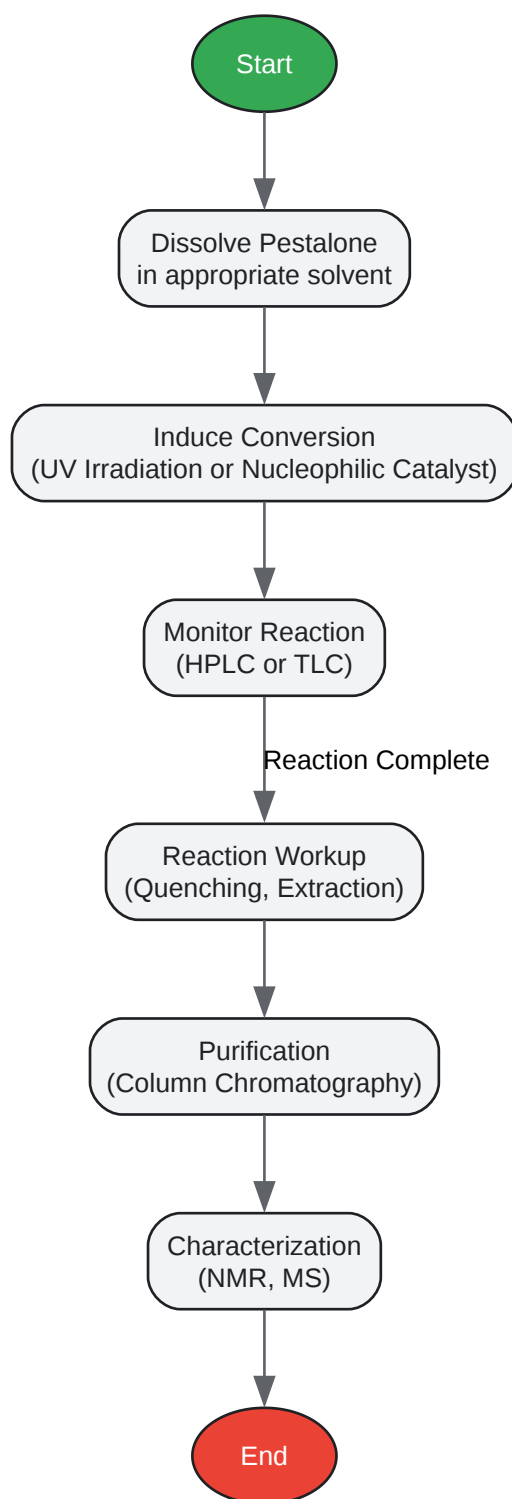 Start
Dissolve Pestalone
in appropriate solvent
Induce Conversion
(UV Irradiation or Nucleophilic Catalyst)
Monitor Reaction
(HPLC or TLC)
Reaction Complete
Reaction Workup
(Quenching, Extraction)
Purification
(Column Chromatography)
Characterization
(NMR, MS)
End